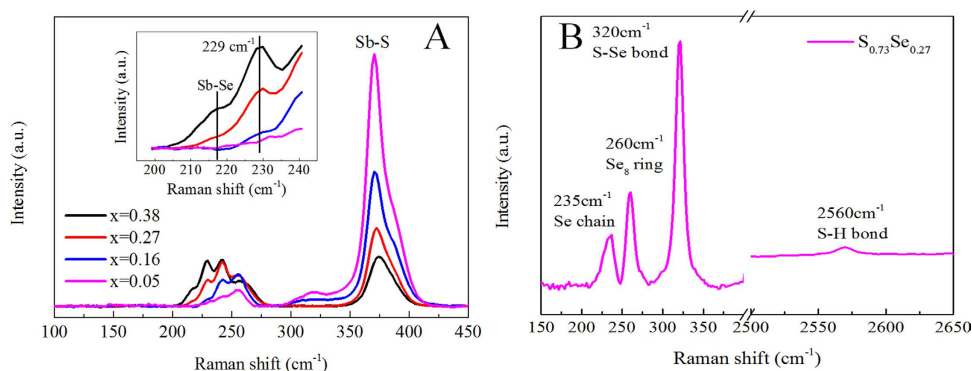 A
Intensity (a.u.)
Raman shift (cm-1)
100 150 200 250 300 350 400 450
Sb-S
x=0.38
x=0.27
x=0.16
x=0.05
229 cm-1
Sb-Se
Intensity (a.u.)
200 210 220 230 240
Raman shift (cm-1)
B
320cm-1
S-Se bond
S0.73Se0.27
260cm-1
Se8 ring
235cm-1
Se chain
2560cm-1
S-H bond
Intensity (a.u.)
150 200 250 300 350 2550 2600 2650
Raman shift (cm-1)